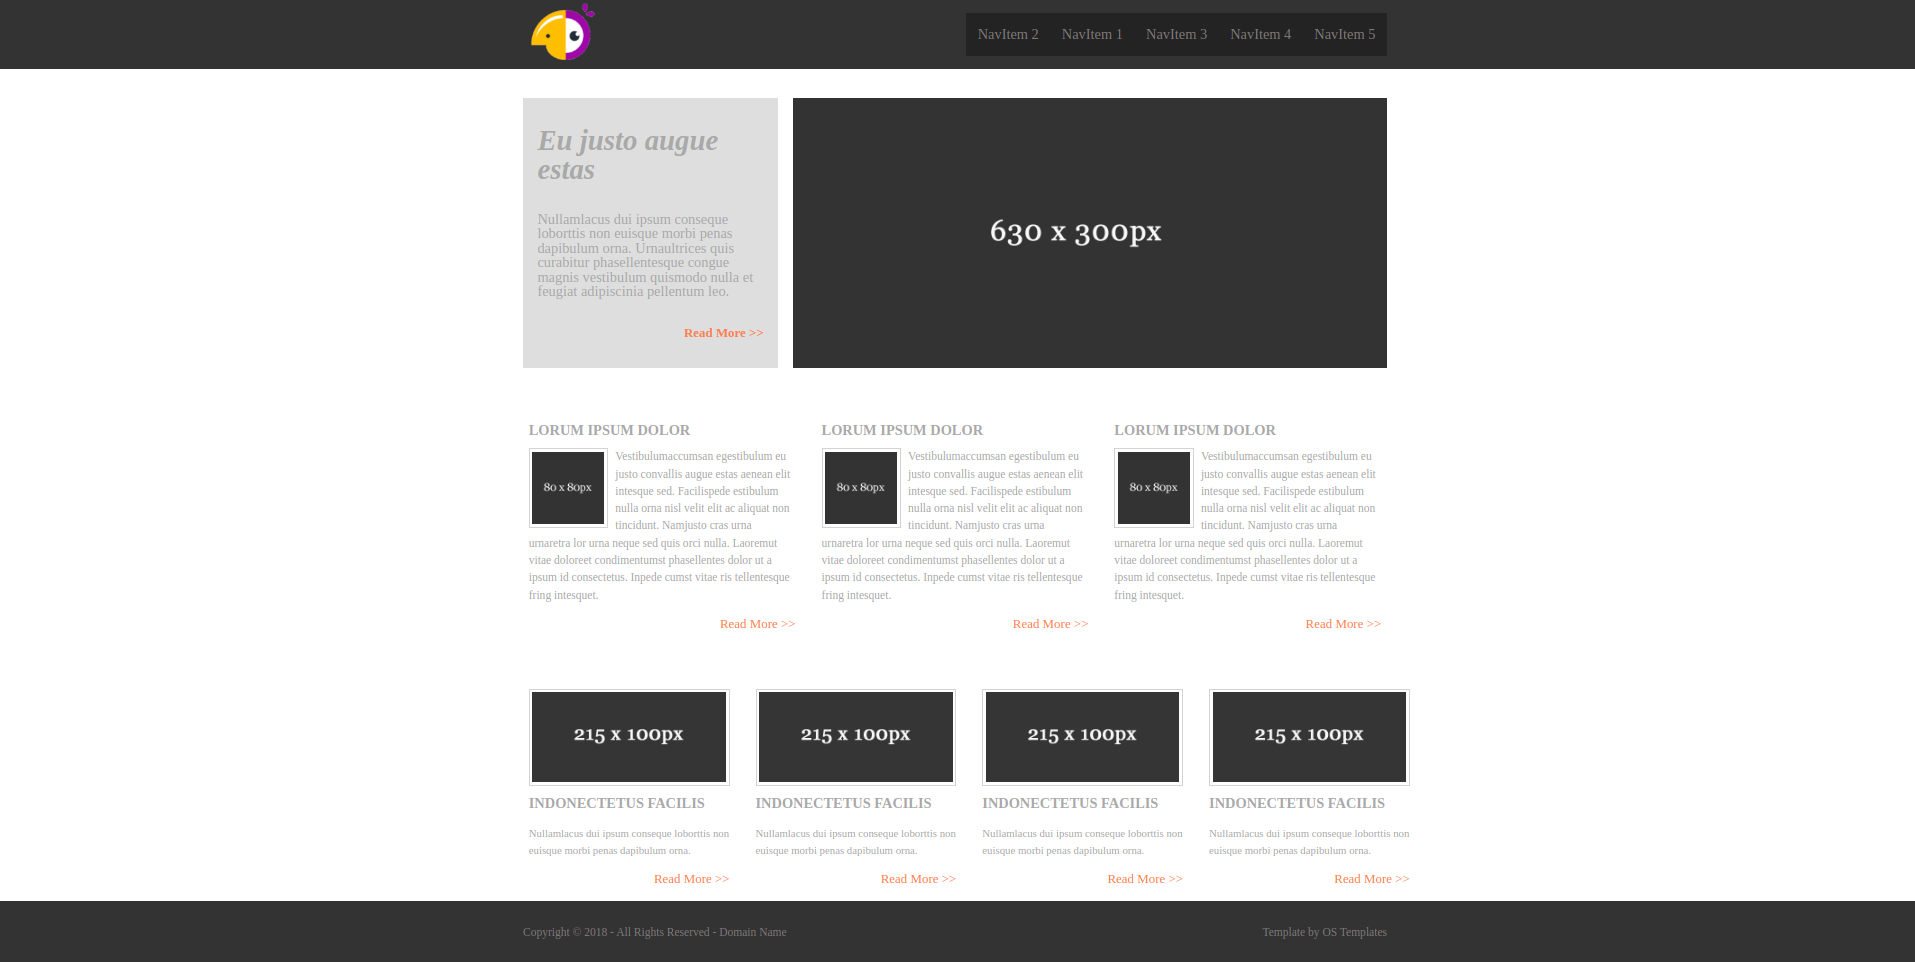 NavItem 2 NavItem 1 NavItem 3 NavItem 4 NavItem 5
Eu justo augue
estas
Nullamlacus dui ipsum conseque
loborttis non euisque morbi penas
dapibulum orna. Urnaultrices quis
curabitur phasellentesque congue
magnis vestibulum quismodo nulla et
feugiat adipiscinia pellentum leo.
Read More >>
630 x 300px
LORUM IPSUM DOLOR
80 x 80px
Vestibulumaccumsan egestibulum eu
justo convallis augue estas aenean elit
intesque sed. Facilispede estibulum
nulla orna nisl velit elit ac aliquat non
tincidunt. Namjusto cras urna
urnaretra lor urna neque sed quis orci nulla. Laoremut
vitae doloreet condimentumst phasellentes dolor ut a
ipsum id consectetus. Inpede cumst vitae ris tellentesque
fring intesquet.
Read More >>
LORUM IPSUM DOLOR
80 x 80px
Vestibulumaccumsan egestibulum eu
justo convallis augue estas aenean elit
intesque sed. Facilispede estibulum
nulla orna nisl velit elit ac aliquat non
tincidunt. Namjusto cras urna
urnaretra lor urna neque sed quis orci nulla. Laoremut
vitae doloreet condimentumst phasellentes dolor ut a
ipsum id consectetus. Inpede cumst vitae ris tellentesque
fring intesquet.
Read More >>
LORUM IPSUM DOLOR
80 x 80px
Vestibulumaccumsan egestibulum eu
justo convallis augue estas aenean elit
intesque sed. Facilispede estibulum
nulla orna nisl velit elit ac aliquat non
tincidunt. Namjusto cras urna
urnaretra lor urna neque sed quis orci nulla. Laoremut
vitae doloreet condimentumst phasellentes dolor ut a
ipsum id consectetus. Inpede cumst vitae ris tellentesque
fring intesquet.
Read More >>
215 x 100px
INDONECTETUS FACILIS
Nullamlacus dui ipsum conseque loborttis non
euisque morbi penas dapibulum orna.
Read More >>
215 x 100px
INDONECTETUS FACILIS
Nullamlacus dui ipsum conseque loborttis non
euisque morbi penas dapibulum orna.
Read More >>
215 x 100px
INDONECTETUS FACILIS
Nullamlacus dui ipsum conseque loborttis non
euisque morbi penas dapibulum orna.
Read More >>
215 x 100px
INDONECTETUS FACILIS
Nullamlacus dui ipsum conseque loborttis non
euisque morbi penas dapibulum orna.
Read More >>
Copyright © 2018 - All Rights Reserved - Domain Name
Template by OS Templates